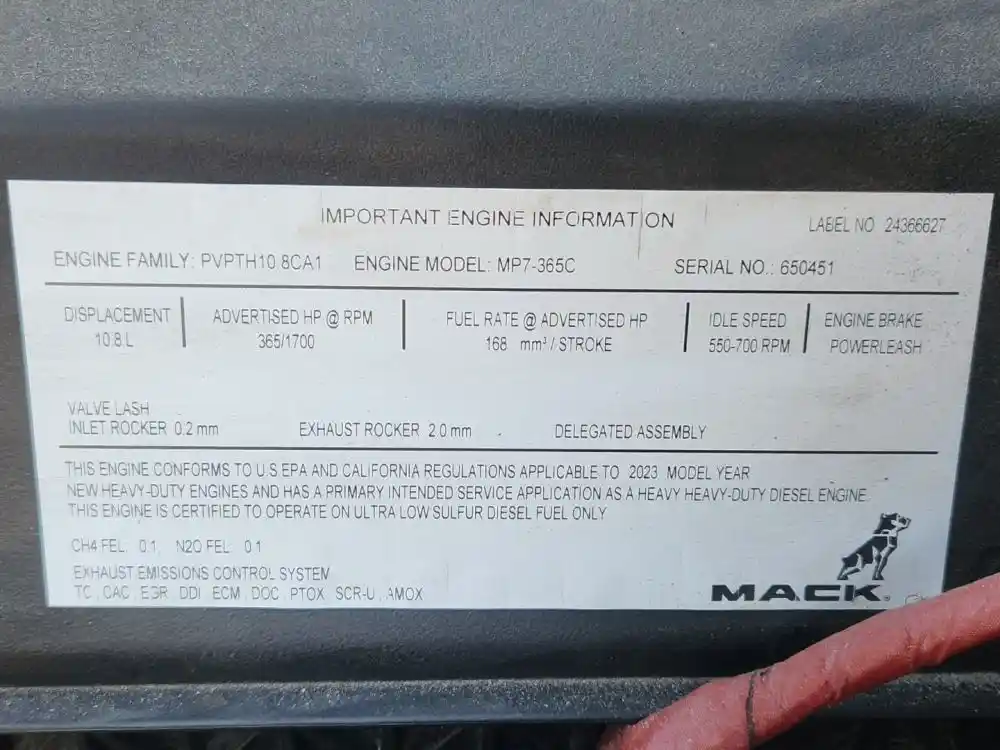 IMPORTANT ENGINE INFORMATION
LABEL NO 24366627
ENGINE FAMILY: PVPTH10.8CA1 ENGINE MODEL: MP7-365C SERIAL NO.: 650451
DISPLACEMENT ADVERTISED HP @ RPM FUEL RATE @ ADVERTISED HP IDLE SPEED ENGINE BRAKE
10.8 L 365/1700 168 mm³ / STROKE 550-700 RPM POWERLEASH
VALVE LASH
INLET ROCKER 0.2 mm EXHAUST ROCKER 2.0 mm DELEGATED ASSEMBLY
THIS ENGINE CONFORMS TO U.S EPA AND CALIFORNIA REGULATIONS APPLICABLE TO 2023 MODEL YEAR
NEW HEAVY-DUTY ENGINES AND HAS A PRIMARY INTENDED SERVICE APPLICATION AS A HEAVY HEAVY-DUTY DIESEL ENGINE.
THIS ENGINE IS CERTIFIED TO OPERATE ON ULTRA LOW SULFUR DIESEL FUEL ONLY
CH4 FEL: 0.1 N2O FEL: 0.1
EXHAUST EMISSIONS CONTROL SYSTEM
TC, CAC, EGR, DDI, ECM, DOC, PTOX, SCR-U, AMOX
MACK